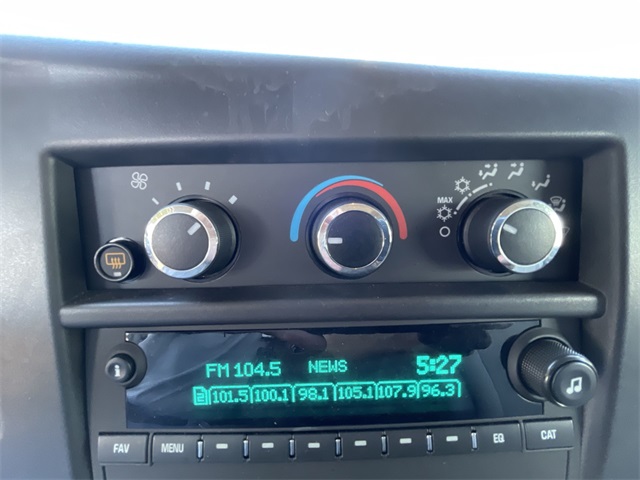 MAX
FM 104.5 NEWS 5:27
101.5 100.1 98.1 105.1 107.9 96.3
i
FAV MENU EQ CAT